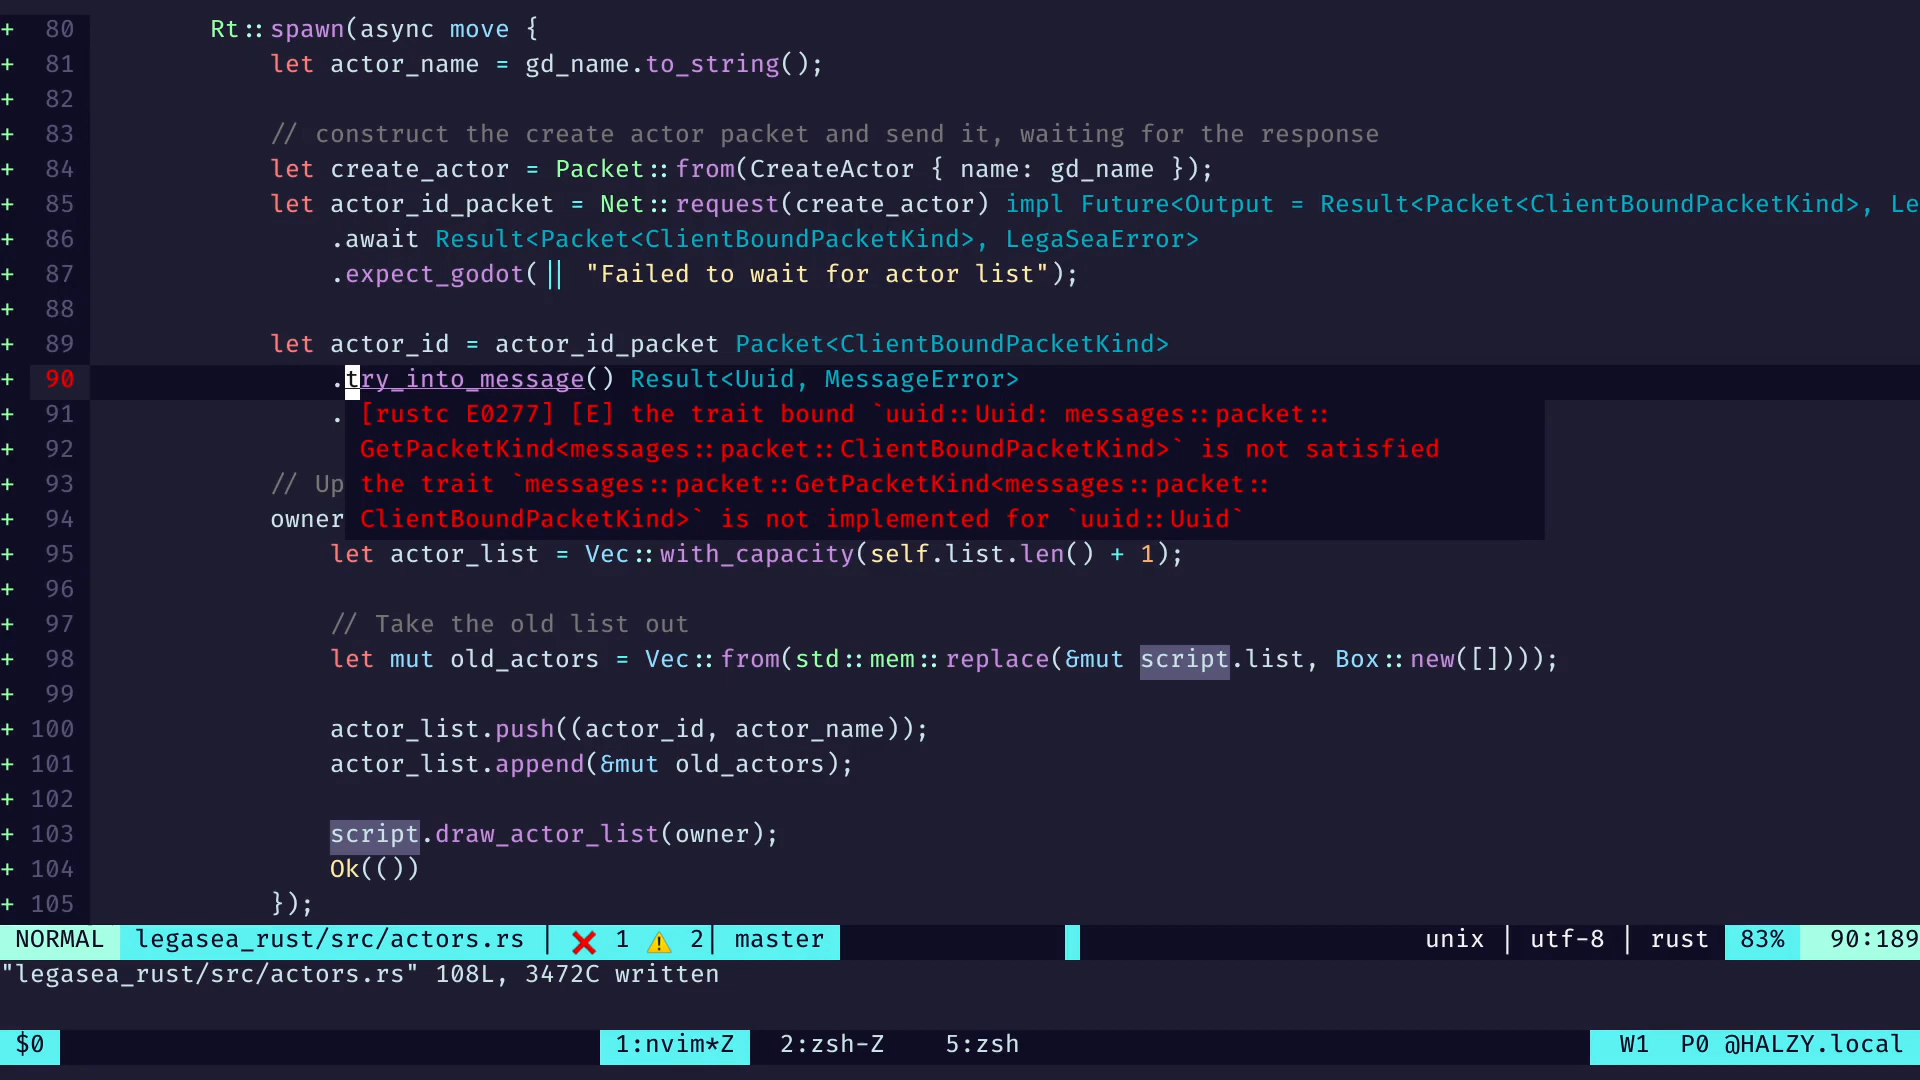 + 80 Rt::spawn(async move {
+ 81 let actor_name = gd_name.to_string();
+ 82
+ 83 // construct the create actor packet and send it, waiting for the response
+ 84 let create_actor = Packet::from(CreateActor { name: gd_name });
+ 85 let actor_id_packet = Net::request(create_actor) impl Future<Output = Result<Packet<ClientBoundPacketKind>, Le
+ 86 .await Result<Packet<ClientBoundPacketKind>, LegaSeaError>
+ 87 .expect_godot(|| "Failed to wait for actor list");
+ 88
+ 89 let actor_id = actor_id_packet Packet<ClientBoundPacketKind>
+ 90 .try_into_message() Result<Uuid, MessageError>
+ 91 . [rustc E0277] [E] the trait bound `uuid::Uuid: messages::packet::
+ 92 GetPacketKind<messages::packet::ClientBoundPacketKind>` is not satisfied
+ 93 // Up the trait `messages::packet::GetPacketKind<messages::packet::
+ 94 owner ClientBoundPacketKind>` is not implemented for `uuid::Uuid`
+ 95 let actor_list = Vec::with_capacity(self.list.len() + 1);
+ 96
+ 97 // Take the old list out
+ 98 let mut old_actors = Vec::from(std::mem::replace(&mut script.list, Box::new([])));
+ 99
+ 100 actor_list.push((actor_id, actor_name));
+ 101 actor_list.append(&mut old_actors);
+ 102
+ 103 script.draw_actor_list(owner);
+ 104 Ok(())
+ 105 });
NORMAL legasea_rust/src/actors.rs | ❌ 1 ⚠️ 2| master unix | utf-8 | rust 83% 90:189
"legasea_rust/src/actors.rs" 108L, 3472C written
$0 1:nvim*Z 2:zsh-Z 5:zsh W1 P0 @HALZY.local